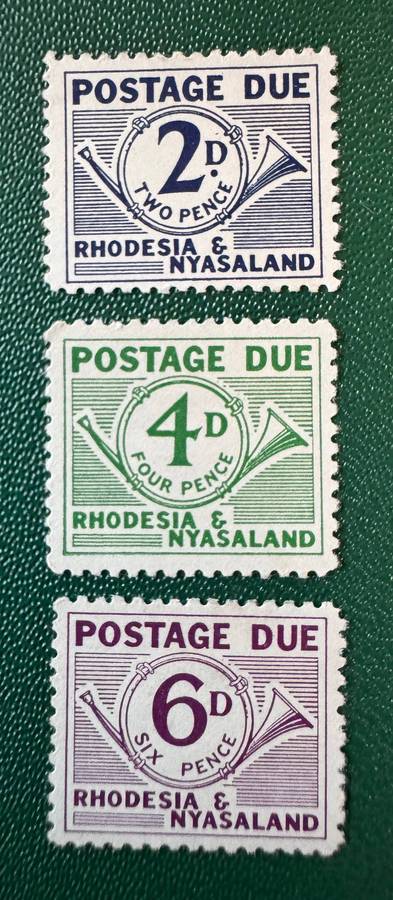 POSTAGE DUE
2D.
TWO PENCE
RHODESIA &
NYASALAND
POSTAGE DUE
4D
FOUR PENCE
RHODESIA &
NYASALAND
POSTAGE DUE
6D
SIX PENCE
RHODESIA &
NYASALAND